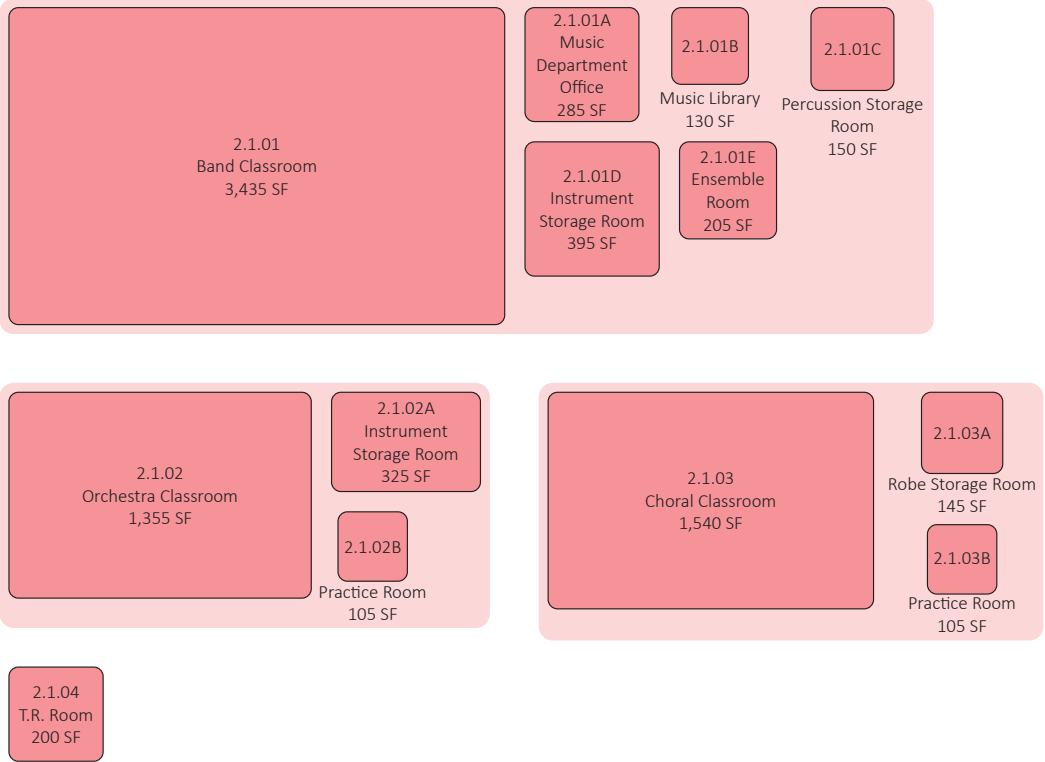 2.1.01
Band Classroom
3,435 SF
2.1.01A
Music
Department
Office
285 SF
2.1.01B
Music Library
130 SF
2.1.01C
Percussion Storage
Room
150 SF
2.1.01D
Instrument
Storage Room
395 SF
2.1.01E
Ensemble
Room
205 SF
2.1.02
Orchestra Classroom
1,355 SF
2.1.02A
Instrument
Storage Room
325 SF
2.1.02B
Practice Room
105 SF
2.1.03
Choral Classroom
1,540 SF
2.1.03A
Robe Storage Room
145 SF
2.1.03B
Practice Room
105 SF
2.1.04
T.R. Room
200 SF